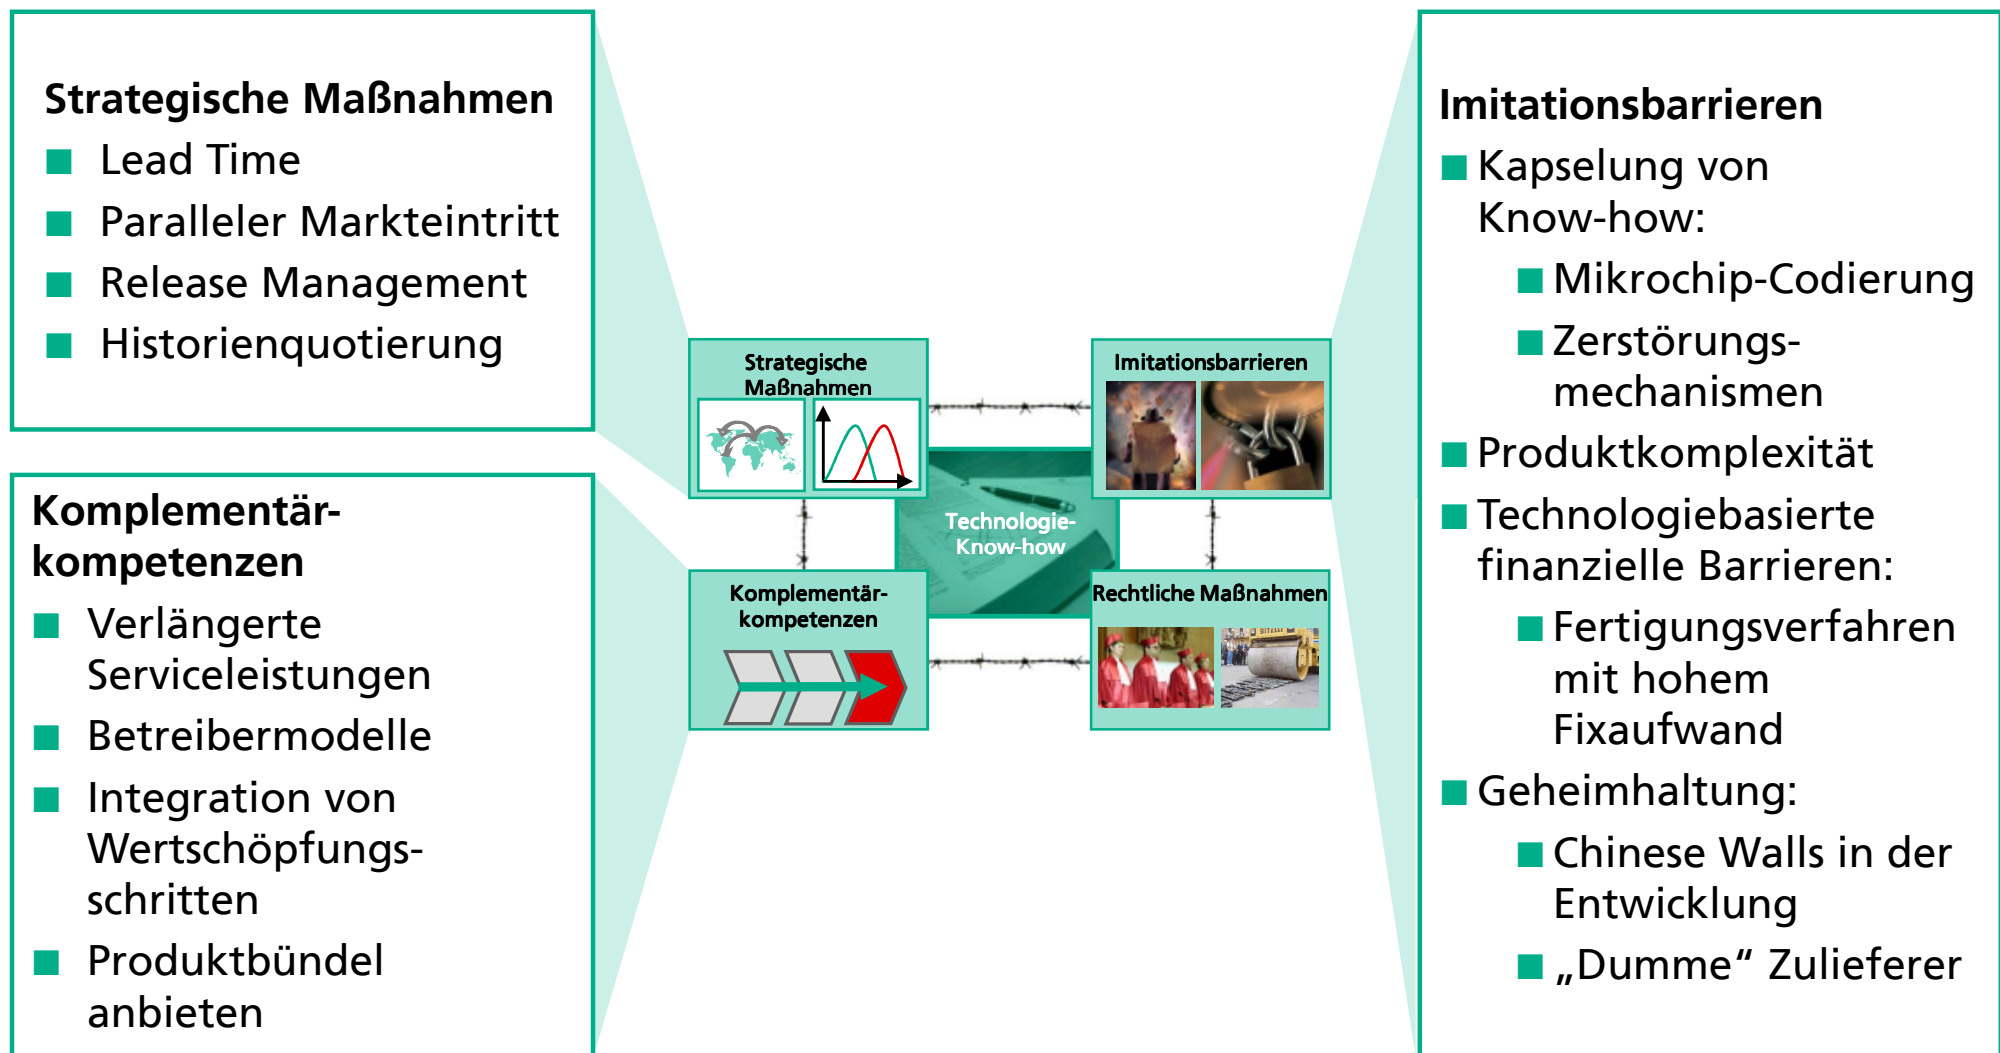 Strategische Maßnahmen
Lead Time
Paralleler Markteintritt
Release Management
Historienquotierung
Komplementär-
kompetenzen
Verlängerte
Serviceleistungen
Betreibermodelle
Integration von
Wertschöpfungs-
schritten
Produktbündel
anbieten
Strategische
Maßnahmen
Imitationsbarrieren
Technologie-
Know-how
Komplementär-
kompetenzen
Rechtliche Maßnahmen
BITELLI
Imitationsbarrieren
Kapselung von
Know-how:
Mikrochip-Codierung
Zerstörungs-
mechanismen
Produktkomplexität
Technologiebasierte
finanzielle Barrieren:
Fertigungsverfahren
mit hohem
Fixaufwand
Geheimhaltung:
Chinese Walls in der
Entwicklung
„Dumme“ Zulieferer